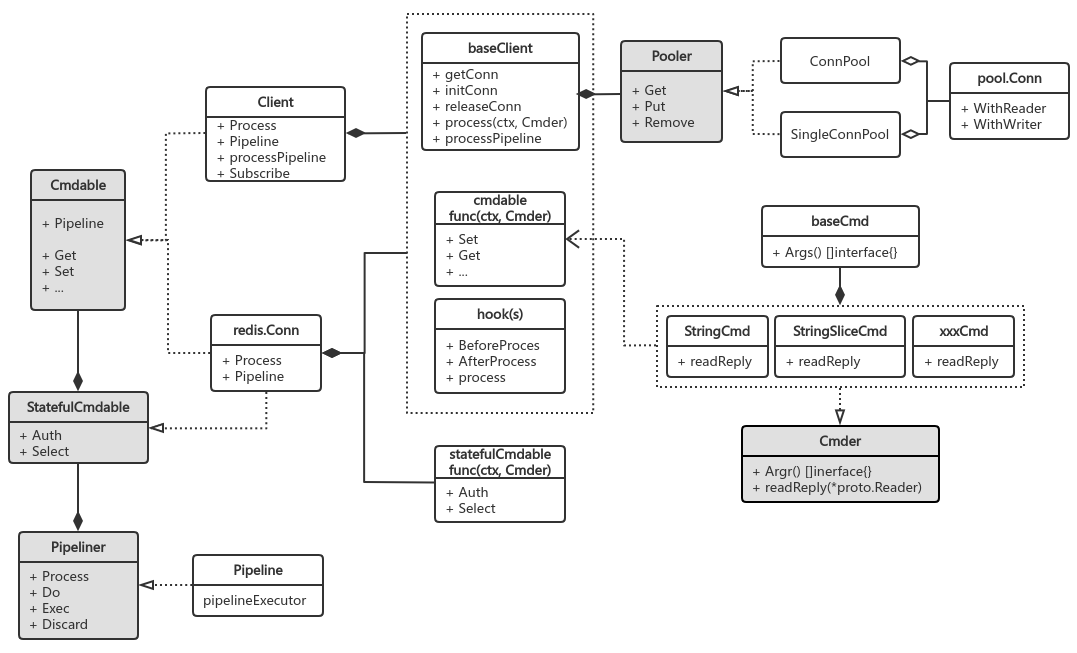 baseClient
+ getConn
+ initConn
+ releaseConn
+ process(ctx, Cmder)
+ processPipeline
Pooler
+ Get
+ Put
+ Remove
ConnPool
SingleConnPool
pool.Conn
+ WithReader
+ WithWriter
Client
+ Process
+ Pipeline
+ processPipeline
+ Subscribe
Cmdable
+ Pipeline
+ Get
+ Set
+ ...
cmdable
func(ctx, Cmder)
+ Set
+ Get
+ ...
baseCmd
+ Args() []interface{}
hook(s)
+ BeforeProces
+ AfterProcess
+ process
redis.Conn
+ Process
+ Pipeline
StringCmd
+ readReply
StringSliceCmd
+ readReply
xxxCmd
+ readReply
StatefulCmdable
+ Auth
+ Select
statefulCmdable
func(ctx, Cmder)
+ Auth
+ Select
Cmder
+ Argr() []inerface{}
+ readReply(*proto.Reader)
Pipeliner
+ Process
+ Do
+ Exec
+ Discard
Pipeline
pipelineExecutor